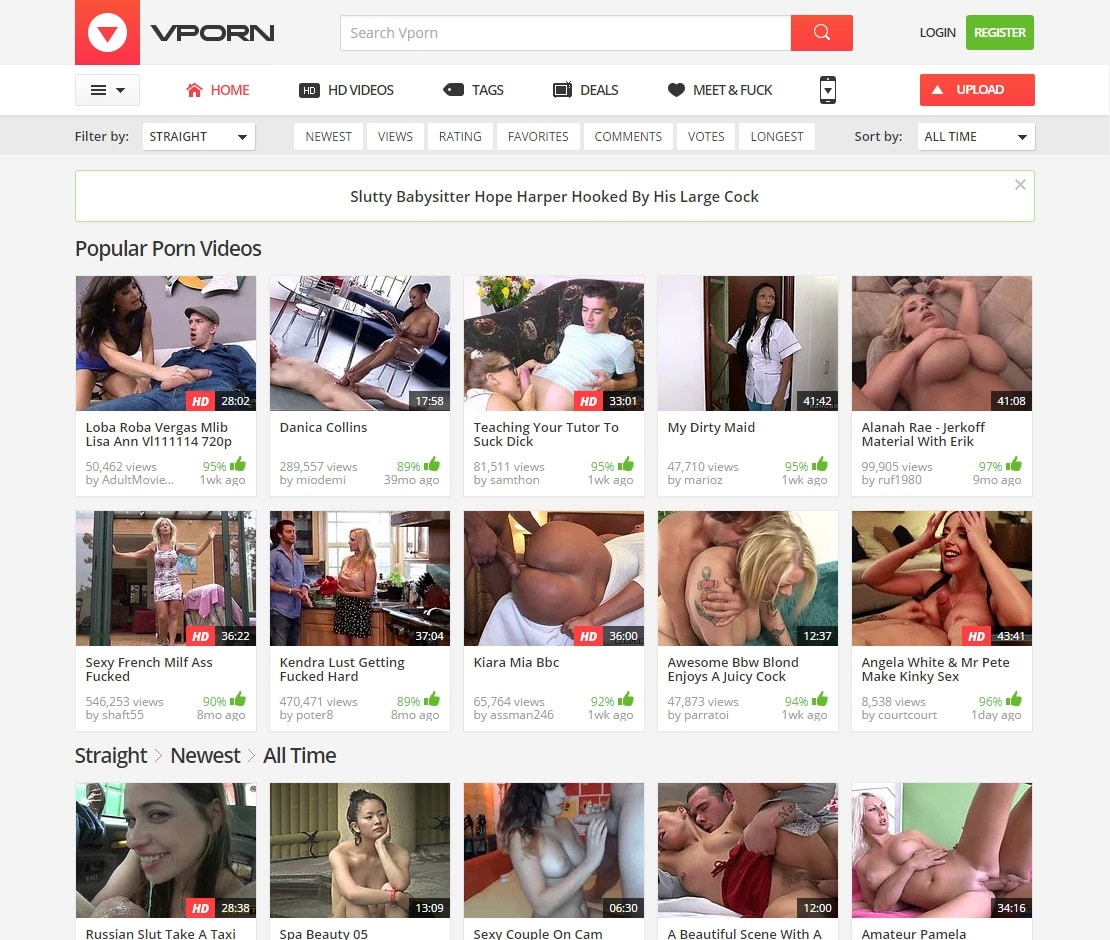 VPORN
Search Vporn
LOGIN
REGISTER
HOME
HD
HD VIDEOS
TAGS
DEALS
MEET & FUCK
UPLOAD
Filter by:
STRAIGHT
NEWEST
VIEWS
RATING
FAVORITES
COMMENTS
VOTES
LONGEST
Sort by:
ALL TIME
Slutty Babysitter Hope Harper Hooked By His Large Cock
Popular Porn Videos
HD 28:02
Loba Roba Vergas Mlib
Lisa Ann Vl111114 720p
50,462 views 95%
by AdultMovie... 1wk ago
17:58
Danica Collins
289,557 views 89%
by miodemi 39mo ago
HD 33:01
Teaching Your Tutor To
Suck Dick
81,511 views 95%
by samthon 1wk ago
41:42
My Dirty Maid
47,710 views 95%
by marioz 1wk ago
41:08
Alanah Rae - Jerkoff
Material With Erik
99,905 views 97%
by ruf1980 9mo ago
HD 36:22
Sexy French Milf Ass
Fucked
546,253 views 90%
by shaft55 8mo ago
37:04
Kendra Lust Getting
Fucked Hard
470,471 views 89%
by poter8 8mo ago
HD 36:00
Kiara Mia Bbc
65,764 views 92%
by assman246 1wk ago
12:37
Awesome Bbw Blond
Enjoys A Juicy Cock
47,873 views 94%
by parratoi 1wk ago
HD 43:41
Angela White & Mr Pete
Make Kinky Sex
8,538 views 96%
by courtcourt 1day ago
Straight > Newest > All Time
HD 28:38
Russian Slut Take A Taxi
13:09
Spa Beauty 05
06:30
Sexy Couple On Cam
12:00
A Beautiful Scene With A
34:16
Amateur Pamela